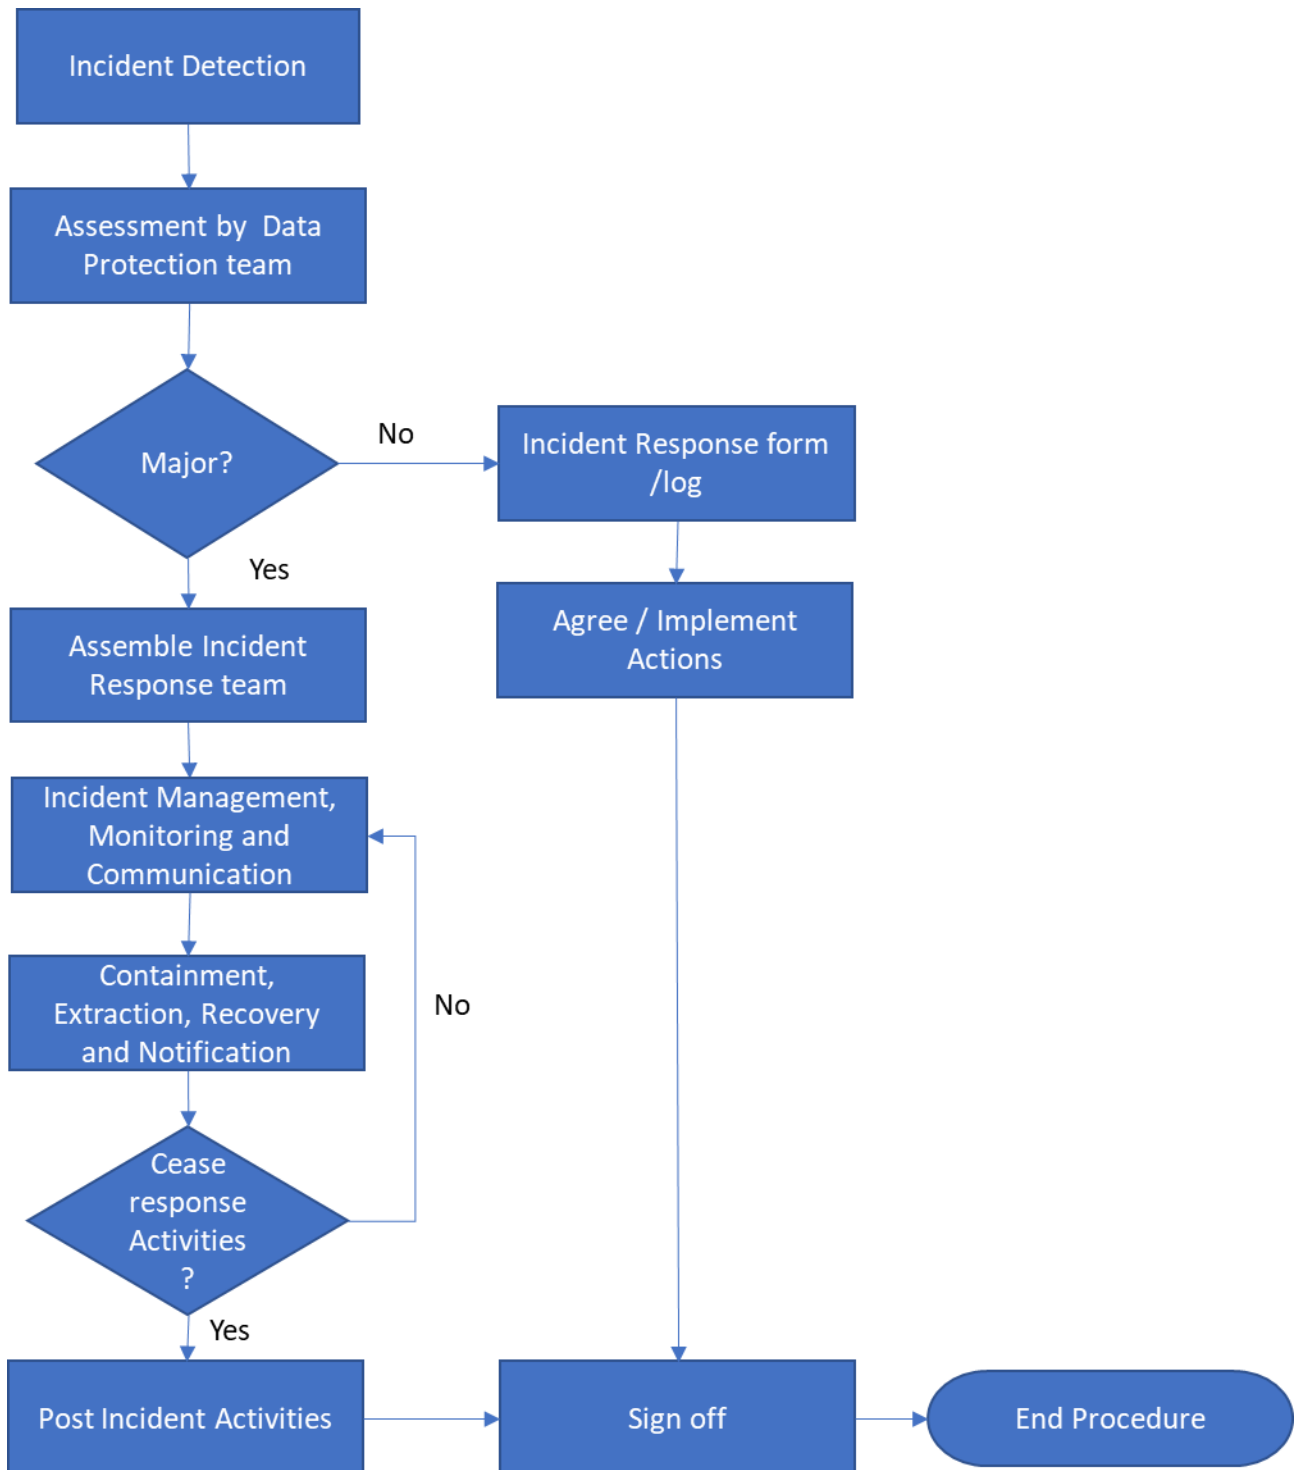 Incident Detection
Assessment by Data
Protection team
Major?
No
Incident Response form
/log
Yes
Agree / Implement
Actions
Assemble Incident
Response team
Incident Management,
Monitoring and
Communication
Containment,
Extraction, Recovery
and Notification
No
Cease
response
Activities
?
Yes
Post Incident Activities
Sign off
End Procedure